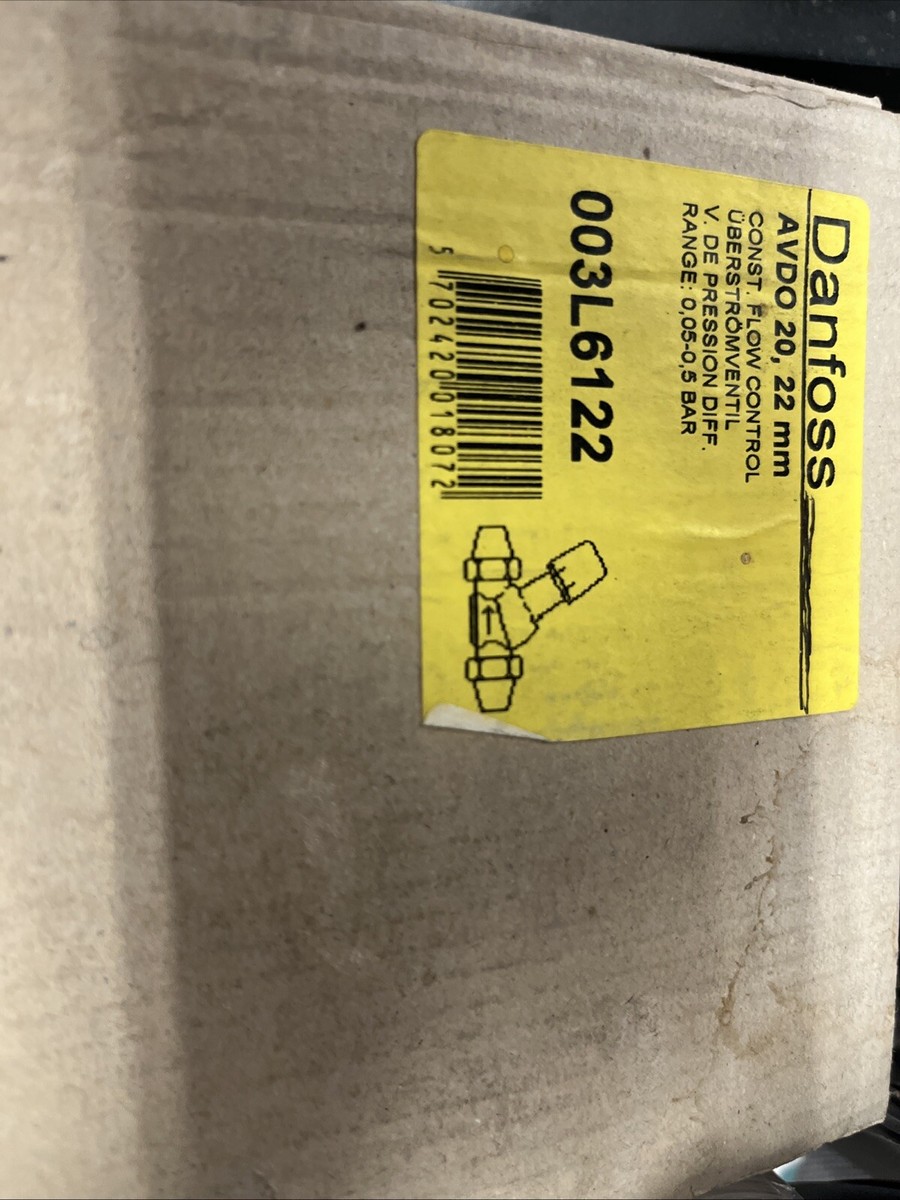 Danfoss
AVDO 20, 22 mm
CONST. FLOW CONTROL
ÜBERSTRÖMVENTIL
V. DE PRESSION DIFF.
RANGE: 0,05-0,5 BAR
003L6122
5 702420 018072